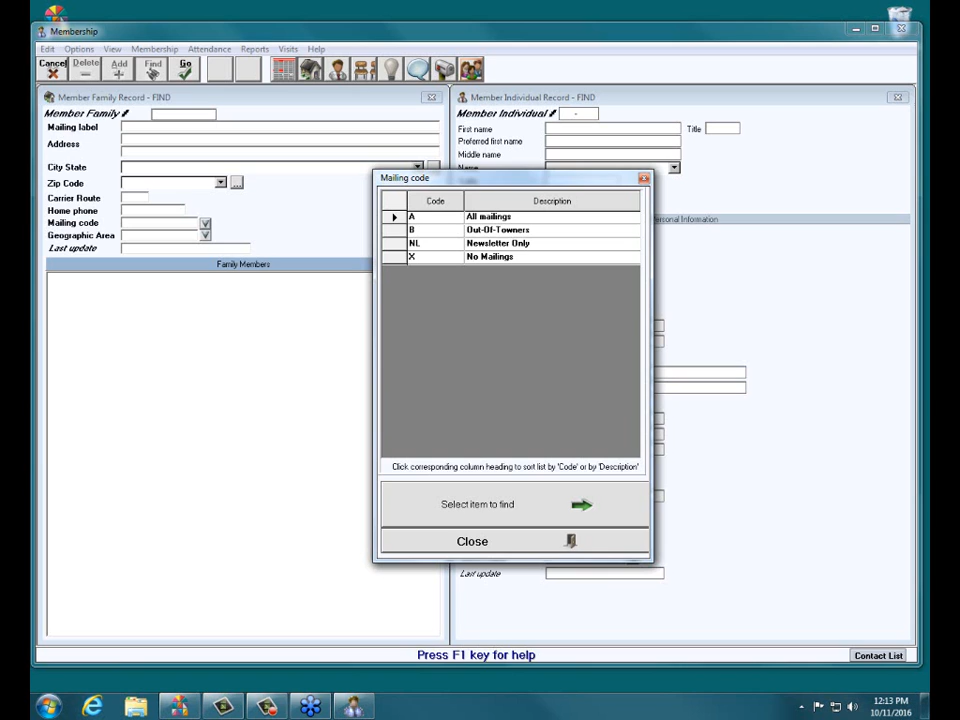 Membership
Edit Options View Membership Attendance Reports Visits Help
Cancel Delete Add Find Go
Member Family Record - FIND
Member Family #
Mailing label
Address
City State
Zip Code
...
Carrier Route
Home phone
Mailing code
Geographic Area
Last update
Family Members
Member Individual Record - FIND
Member Individual # -
First name Title
Preferred first name
Middle name
Personal Information
Last update
Mailing code
Code Description
A All mailings
B Out-Of-Towners
NL Newsletter Only
X No Mailings
Click corresponding column heading to sort list by 'Code' or by 'Description'
Select item to find
Close
Press F1 key for help
Contact List
12:13 PM
10/11/2016